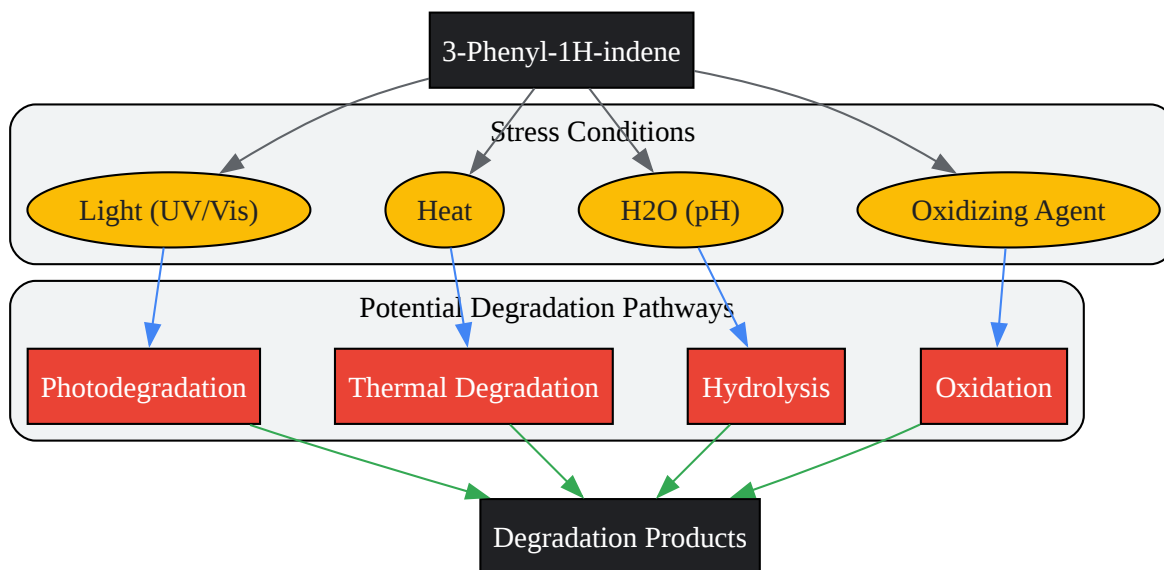 3-Phenyl-1H-indene
Stress Conditions
Light (UV/Vis)
Heat
H2O (pH)
Oxidizing Agent
Potential Degradation Pathways
Photodegradation
Thermal Degradation
Hydrolysis
Oxidation
Degradation Products